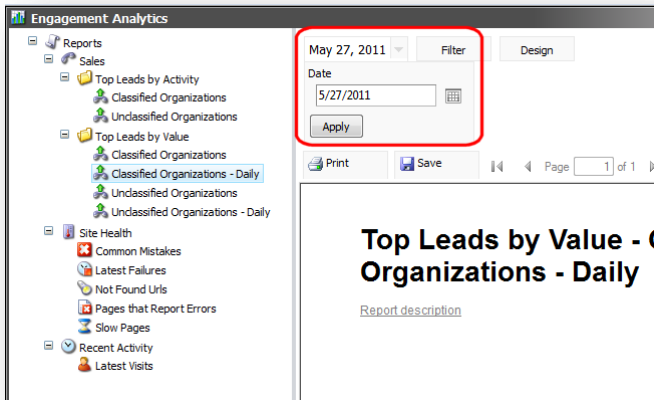 Engagement Analytics
Reports
Sales
Top Leads by Activity
Classified Organizations
Unclassified Organizations
Top Leads by Value
Classified Organizations
Classified Organizations - Daily
Unclassified Organizations
Unclassified Organizations - Daily
Site Health
Common Mistakes
Latest Failures
Not Found Urls
Pages that Report Errors
Slow Pages
Recent Activity
Latest Visits
May 27, 2011 Filter Design
Date
5/27/2011
Apply
Print Save Page 1 of 1
Top Leads by Value -
Organizations - Daily
Report description